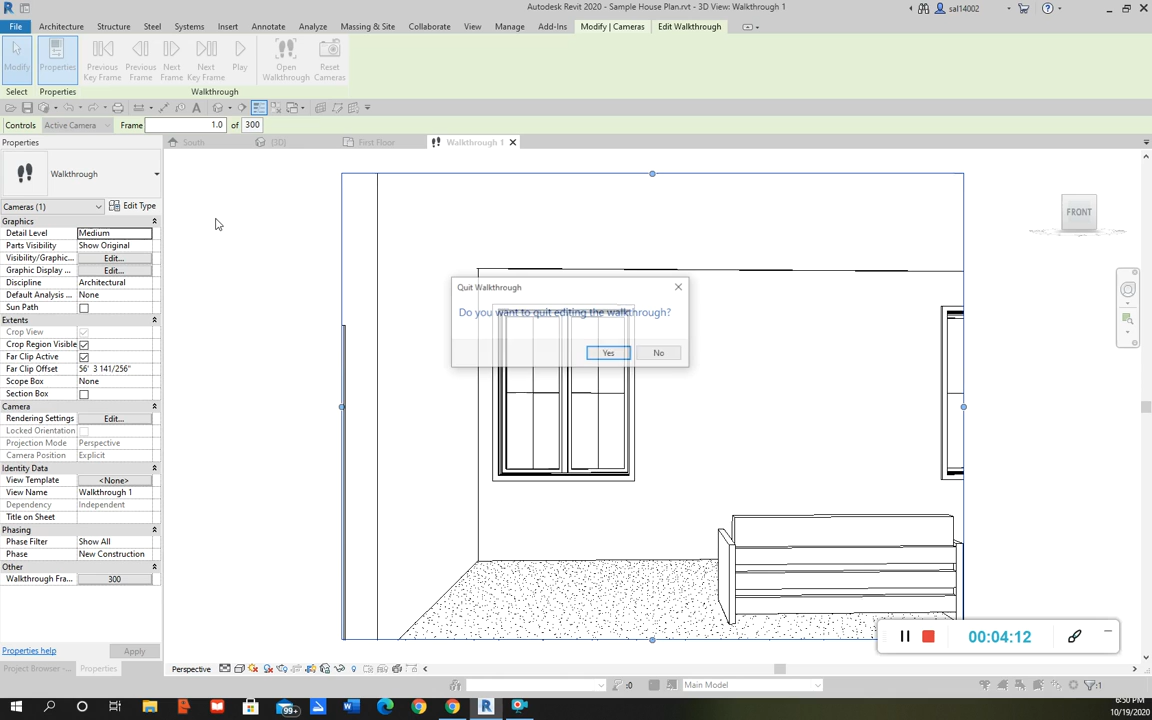 Autodesk Revit 2020 - Sample House Plan.rvt - 3D View: Walkthrough 1
sal14002
File Architecture Structure Steel Systems Insert Annotate Analyze Massing & Site Collaborate View Manage Add-Ins Modify | Cameras Edit Walkthrough
Modify Properties Previous Key Frame Previous Frame Next Frame Next Key Frame Play Open Walkthrough Reset Cameras
Select Properties Walkthrough
Controls Active Camera Frame 1.0 of 300
Properties South {3D} First Floor Walkthrough 1
Walkthrough
Cameras (1) Edit Type
Graphics
Detail Level Medium
Parts Visibility Show Original
Visibility/Graphic... Edit...
Graphic Display ... Edit...
Discipline Architectural
Default Analysis ... None
Sun Path
Extents
Crop View
Crop Region Visible
Far Clip Active
Far Clip Offset 56' 3 141/256"
Scope Box None
Section Box
Camera
Rendering Settings Edit...
Locked Orientation
Projection Mode Perspective
Camera Position Explicit
Identity Data
View Template <None>
View Name Walkthrough 1
Dependency Independent
Title on Sheet
Phasing
Phase Filter Show All
Phase New Construction
Other
Walkthrough Fra... 300
Properties help Apply
Project Browser -... Properties
FRONT
Quit Walkthrough
Do you want to quit editing the walkthrough?
Yes No
00:04:12
Perspective
:0 Main Model :1
99+
6:50 PM
10/19/2020